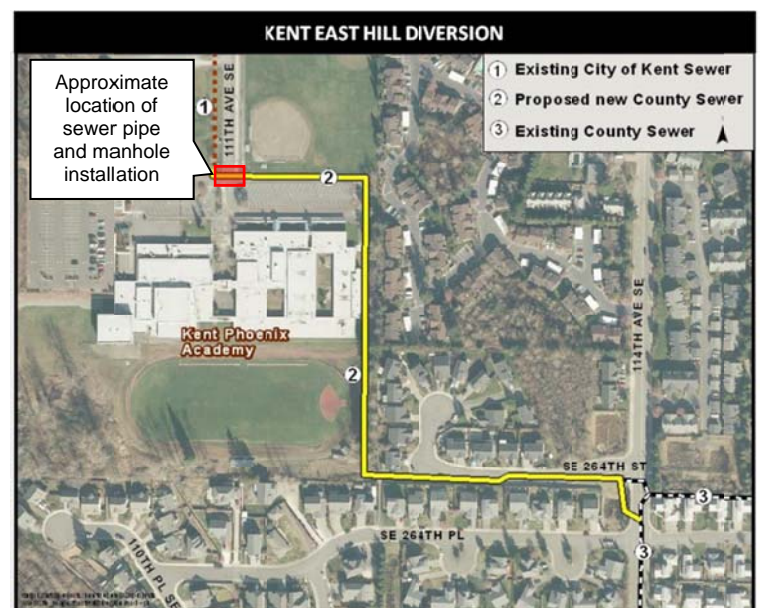 KENT EAST HILL DIVERSION
Approximate
location of
sewer pipe
and manhole
installation
1 Existing City of Kent Sewer
2 Proposed new County Sewer
3 Existing County Sewer
1
111TH AVE SE
2
Kent Phoenix
Academy
2
114TH AVE SE
SE 264TH ST
3
SE 264TH PL
3
110TH PL SE